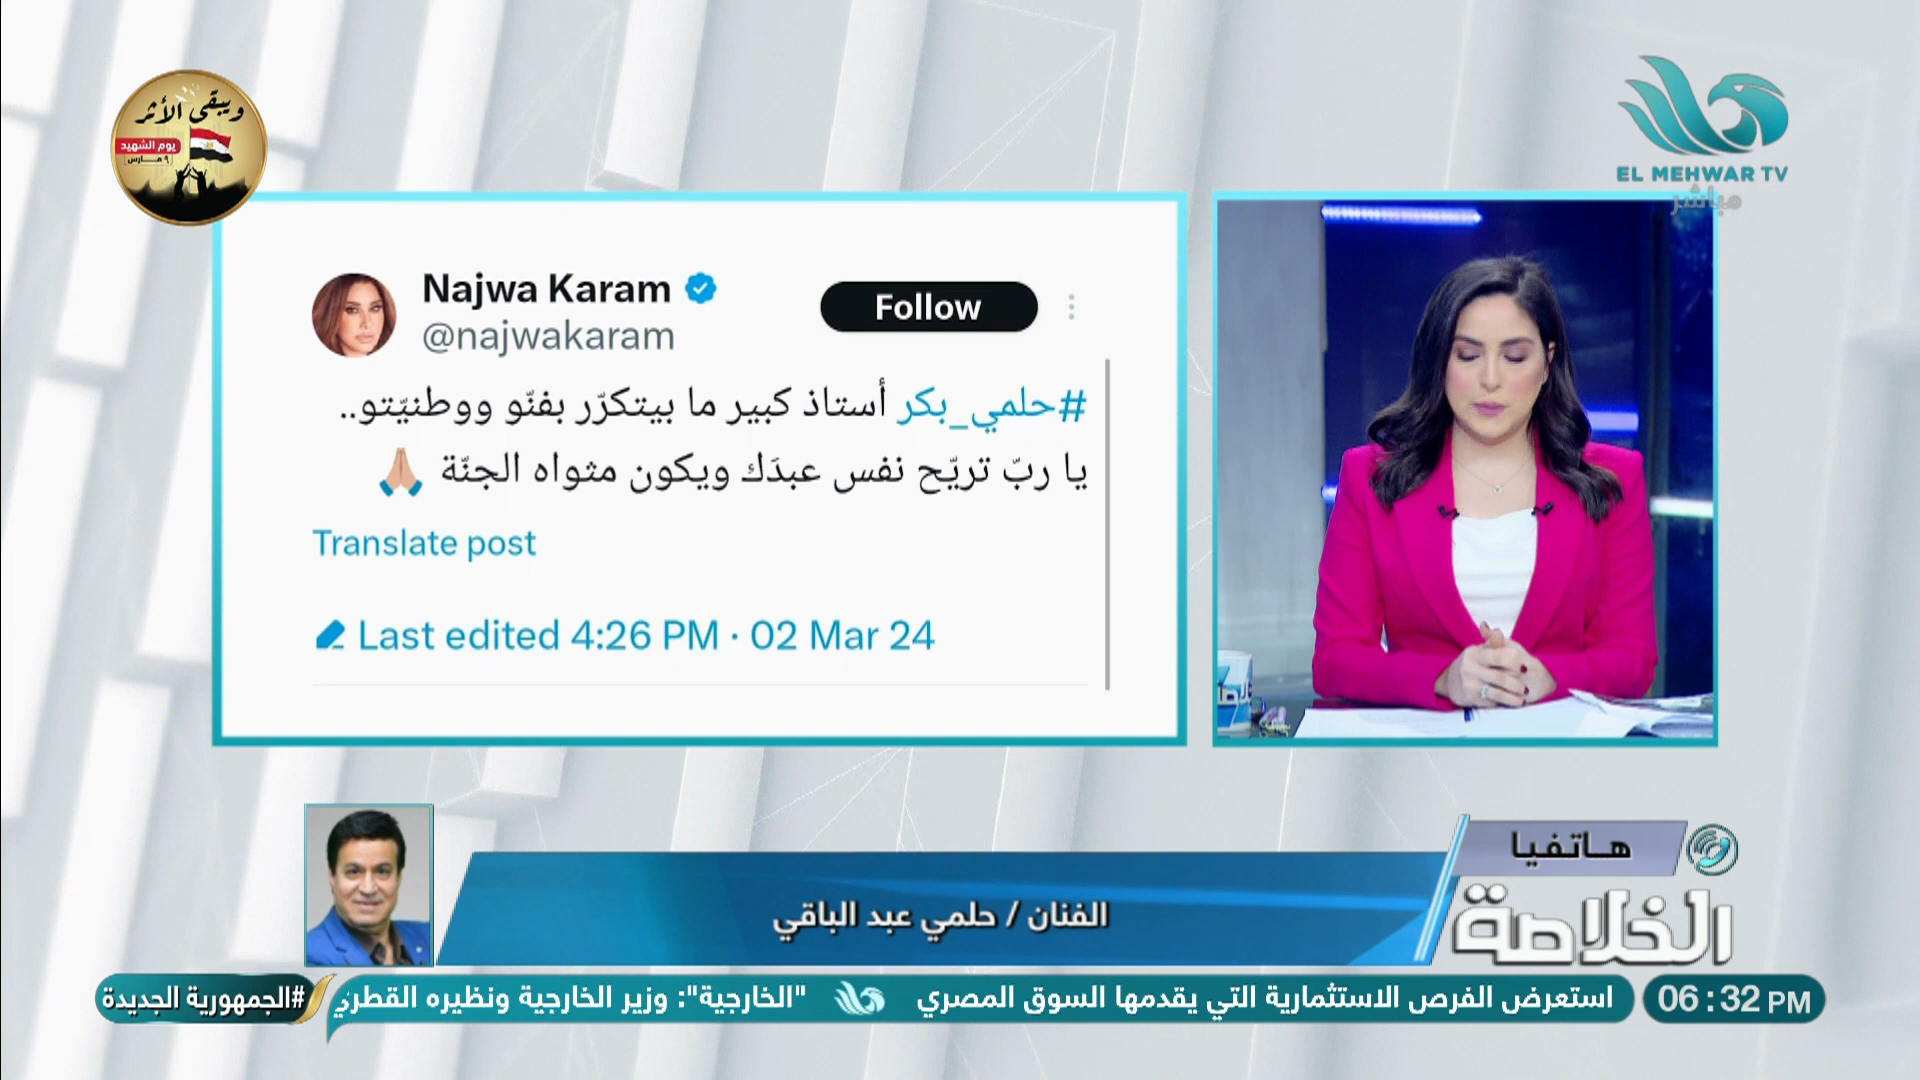 ويبقى الأثر
يوم الشهيد
٩ مارس
EL MEHWAR TV
مباشر
Najwa Karam
@najwakaram
Follow
#حلمي_بكر أستاذ كبير ما بيتكرّر بفنّو ووطنيّتو..
يا ربّ تريّح نفس عبدَك ويكون مثواه الجنّة 🙏🏼
Translate post
Last edited 4:26 PM · 02 Mar 24
هاتفيا
الخلاصة
الفنان / حلمي عبد الباقي
استعرض الفرص الاستثمارية التي يقدمها السوق المصري
"الخارجية": وزير الخارجية ونظيره القطري
#الجمهورية الجديدة
06:32 PM